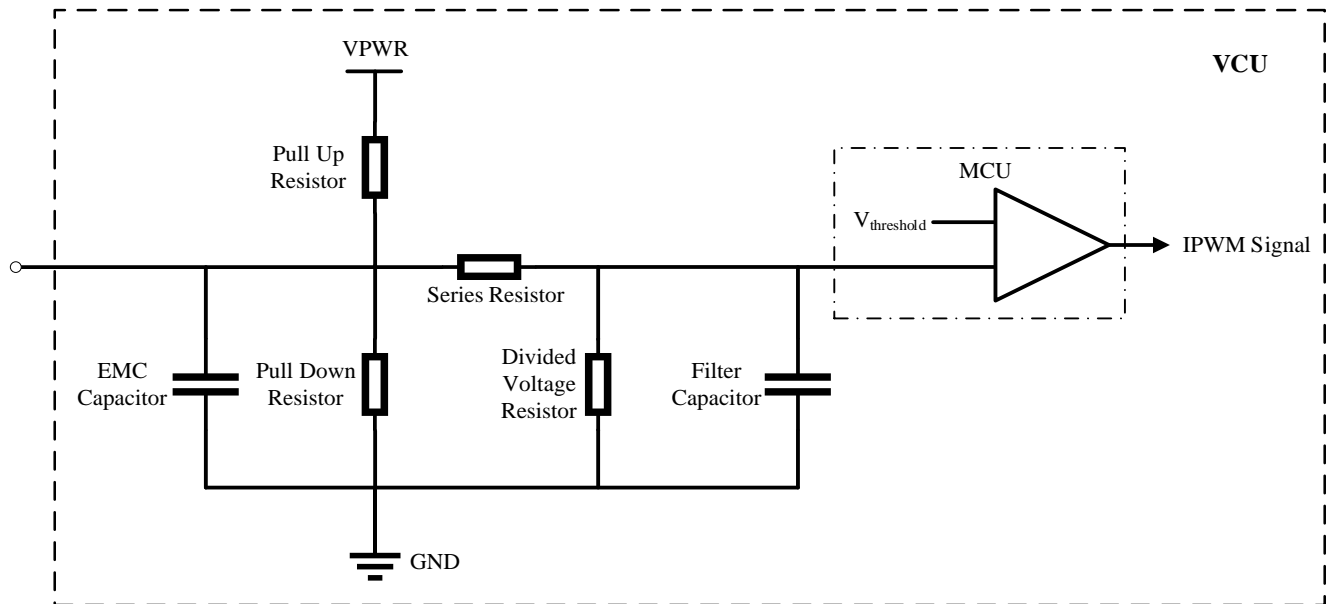 VPWR
VCU
Pull Up
Resistor
MCU
Vthreshold
IPWM Signal
Series Resistor
EMC
Capacitor
Pull Down
Resistor
Divided
Voltage
Resistor
Filter
Capacitor
GND